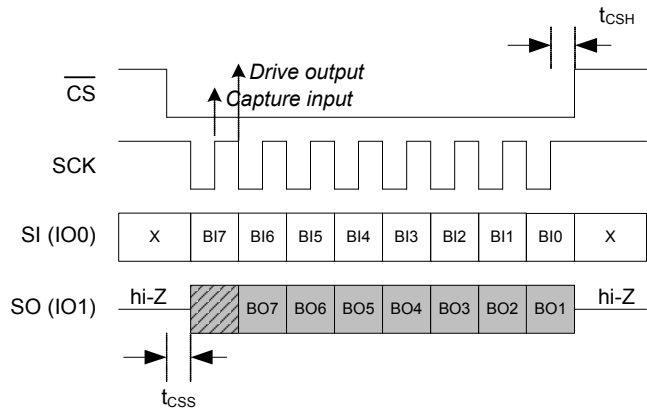 tCSH
Drive output
CS
Capture input
SCK
SI (IO0) X BI7 BI6 BI5 BI4 BI3 BI2 BI1 BI0 X
hi-Z hi-Z
SO (IO1) BO7 BO6 BO5 BO4 BO3 BO2 BO1
tCSS